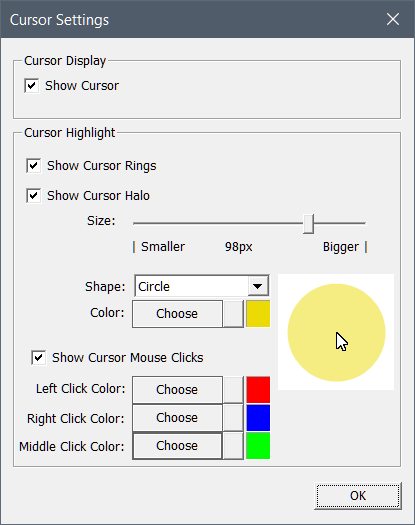 Cursor Settings
Cursor Display
Show Cursor
Cursor Highlight
Show Cursor Rings
Show Cursor Halo
Size:
Smaller 98px Bigger
Shape: Circle
Color: Choose
Show Cursor Mouse Clicks
Left Click Color: Choose
Right Click Color: Choose
Middle Click Color: Choose
OK